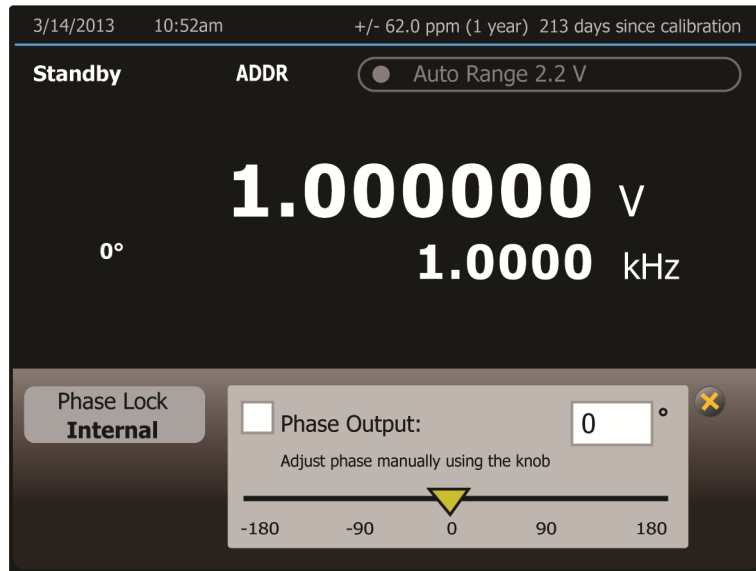 3/14/2013 10:52am +/- 62.0 ppm (1 year) 213 days since calibration
Standby ADDR Auto Range 2.2 V
1.000000 V
0° 1.0000 kHz
Phase Lock
Internal
Phase Output: 0 °
Adjust phase manually using the knob
-180 -90 0 90 180